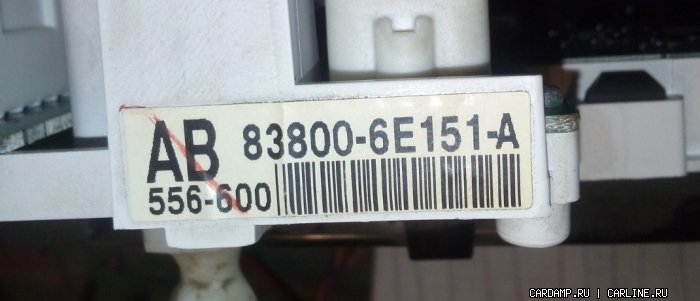 AB 83800-6E151-A
556-600
CARDAMP.RU | CARLINE.RU